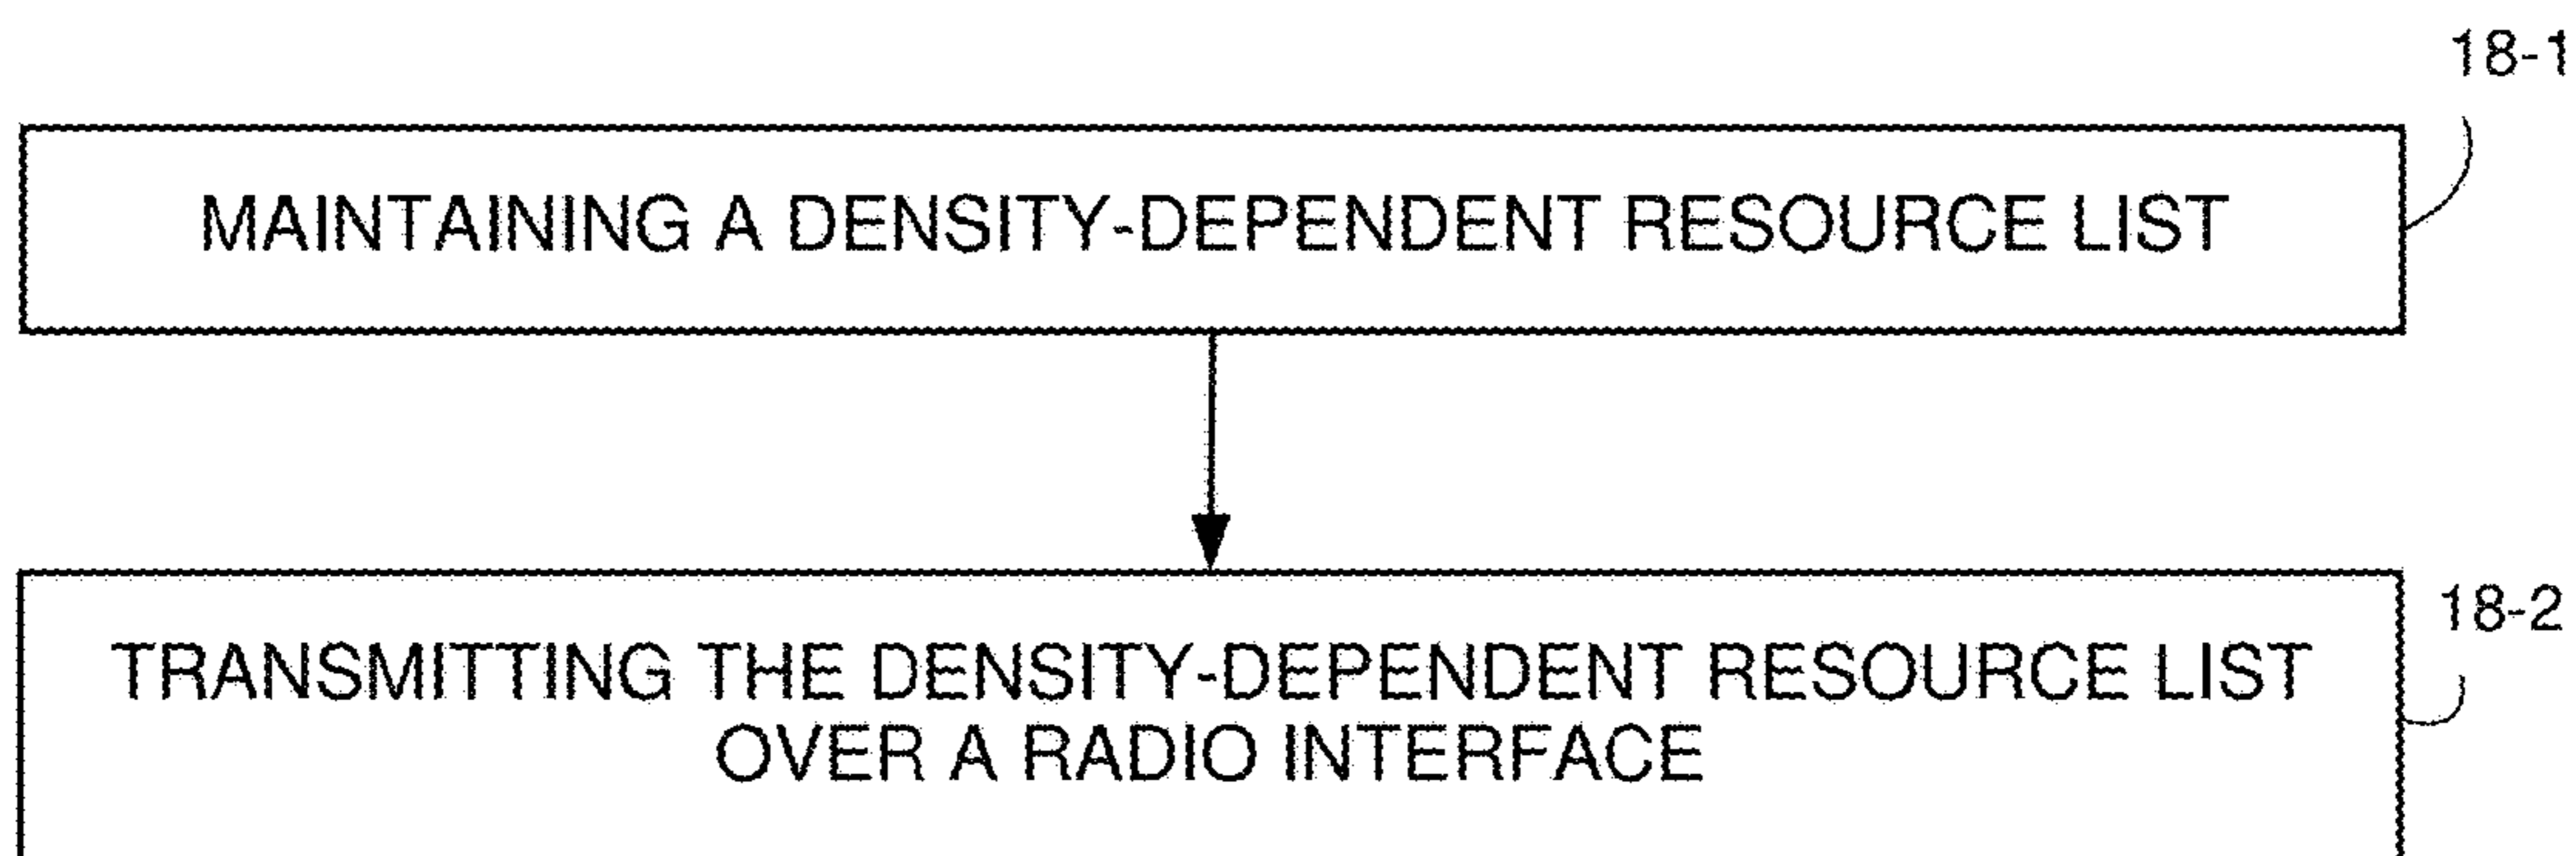 18-1
MAINTAINING A DENSITY-DEPENDENT RESOURCE LIST
18-2
TRANSMITTING THE DENSITY-DEPENDENT RESOURCE LIST
OVER A RADIO INTERFACE